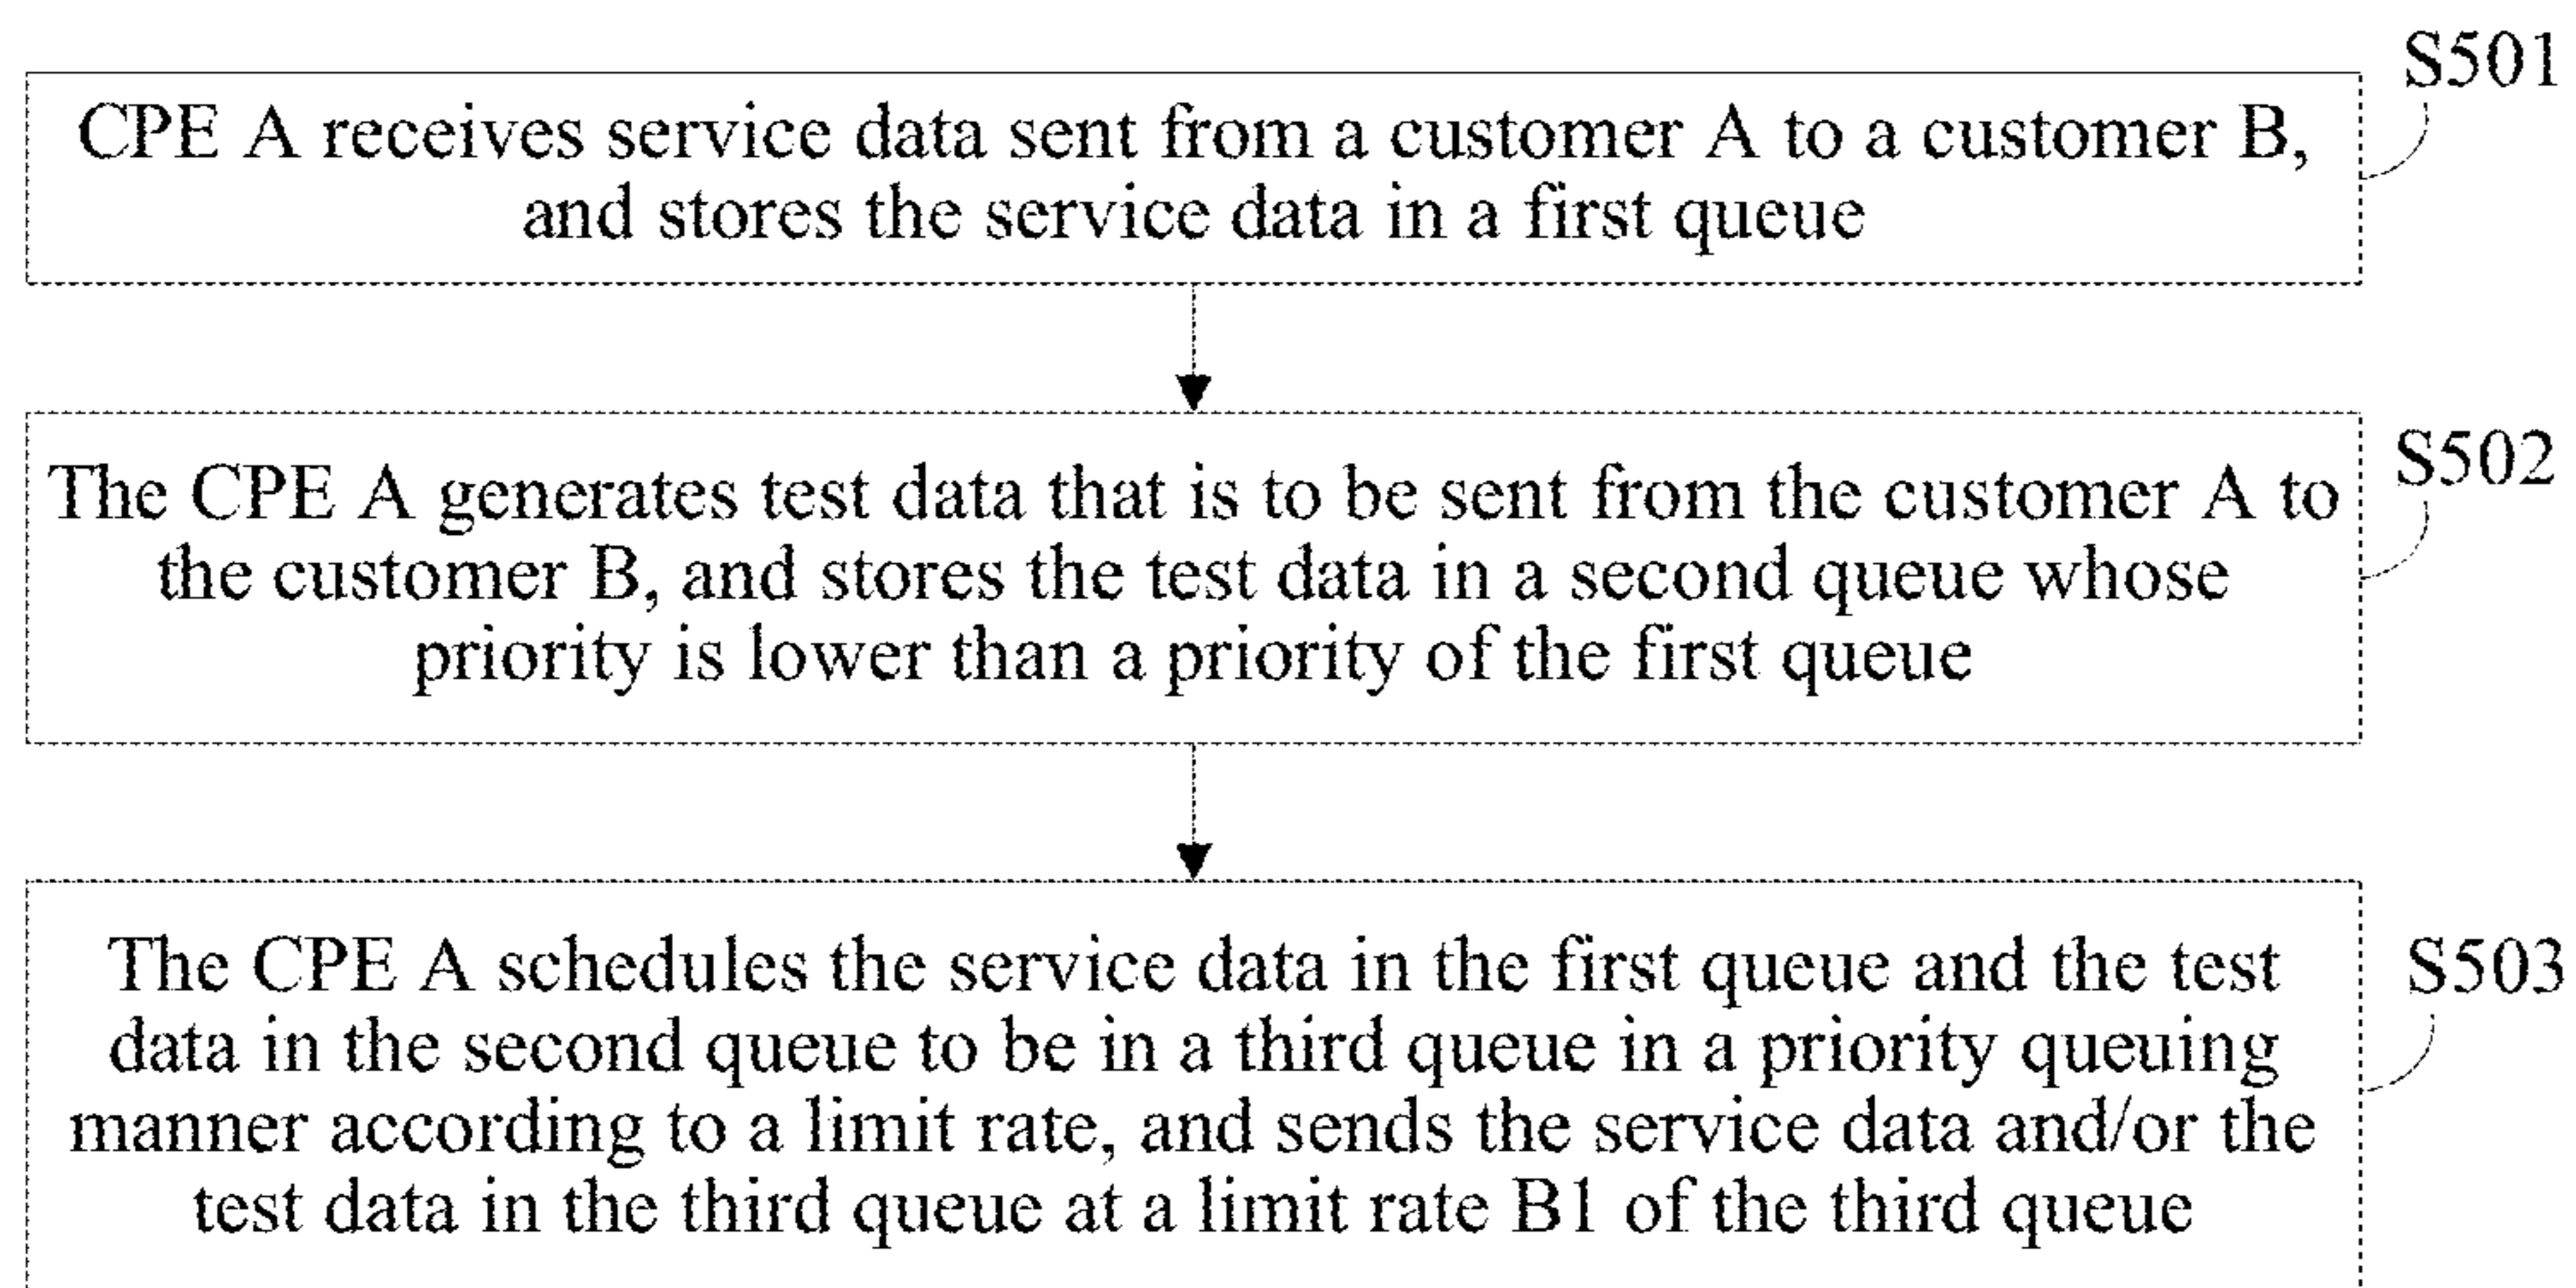 S501
CPE A receives service data sent from a customer A to a customer B,
and stores the service data in a first queue
S502
The CPE A generates test data that is to be sent from the customer A to
the customer B, and stores the test data in a second queue whose
priority is lower than a priority of the first queue
S503
The CPE A schedules the service data in the first queue and the test
data in the second queue to be in a third queue in a priority queuing
manner according to a limit rate, and sends the service data and/or the
test data in the third queue at a limit rate B1 of the third queue